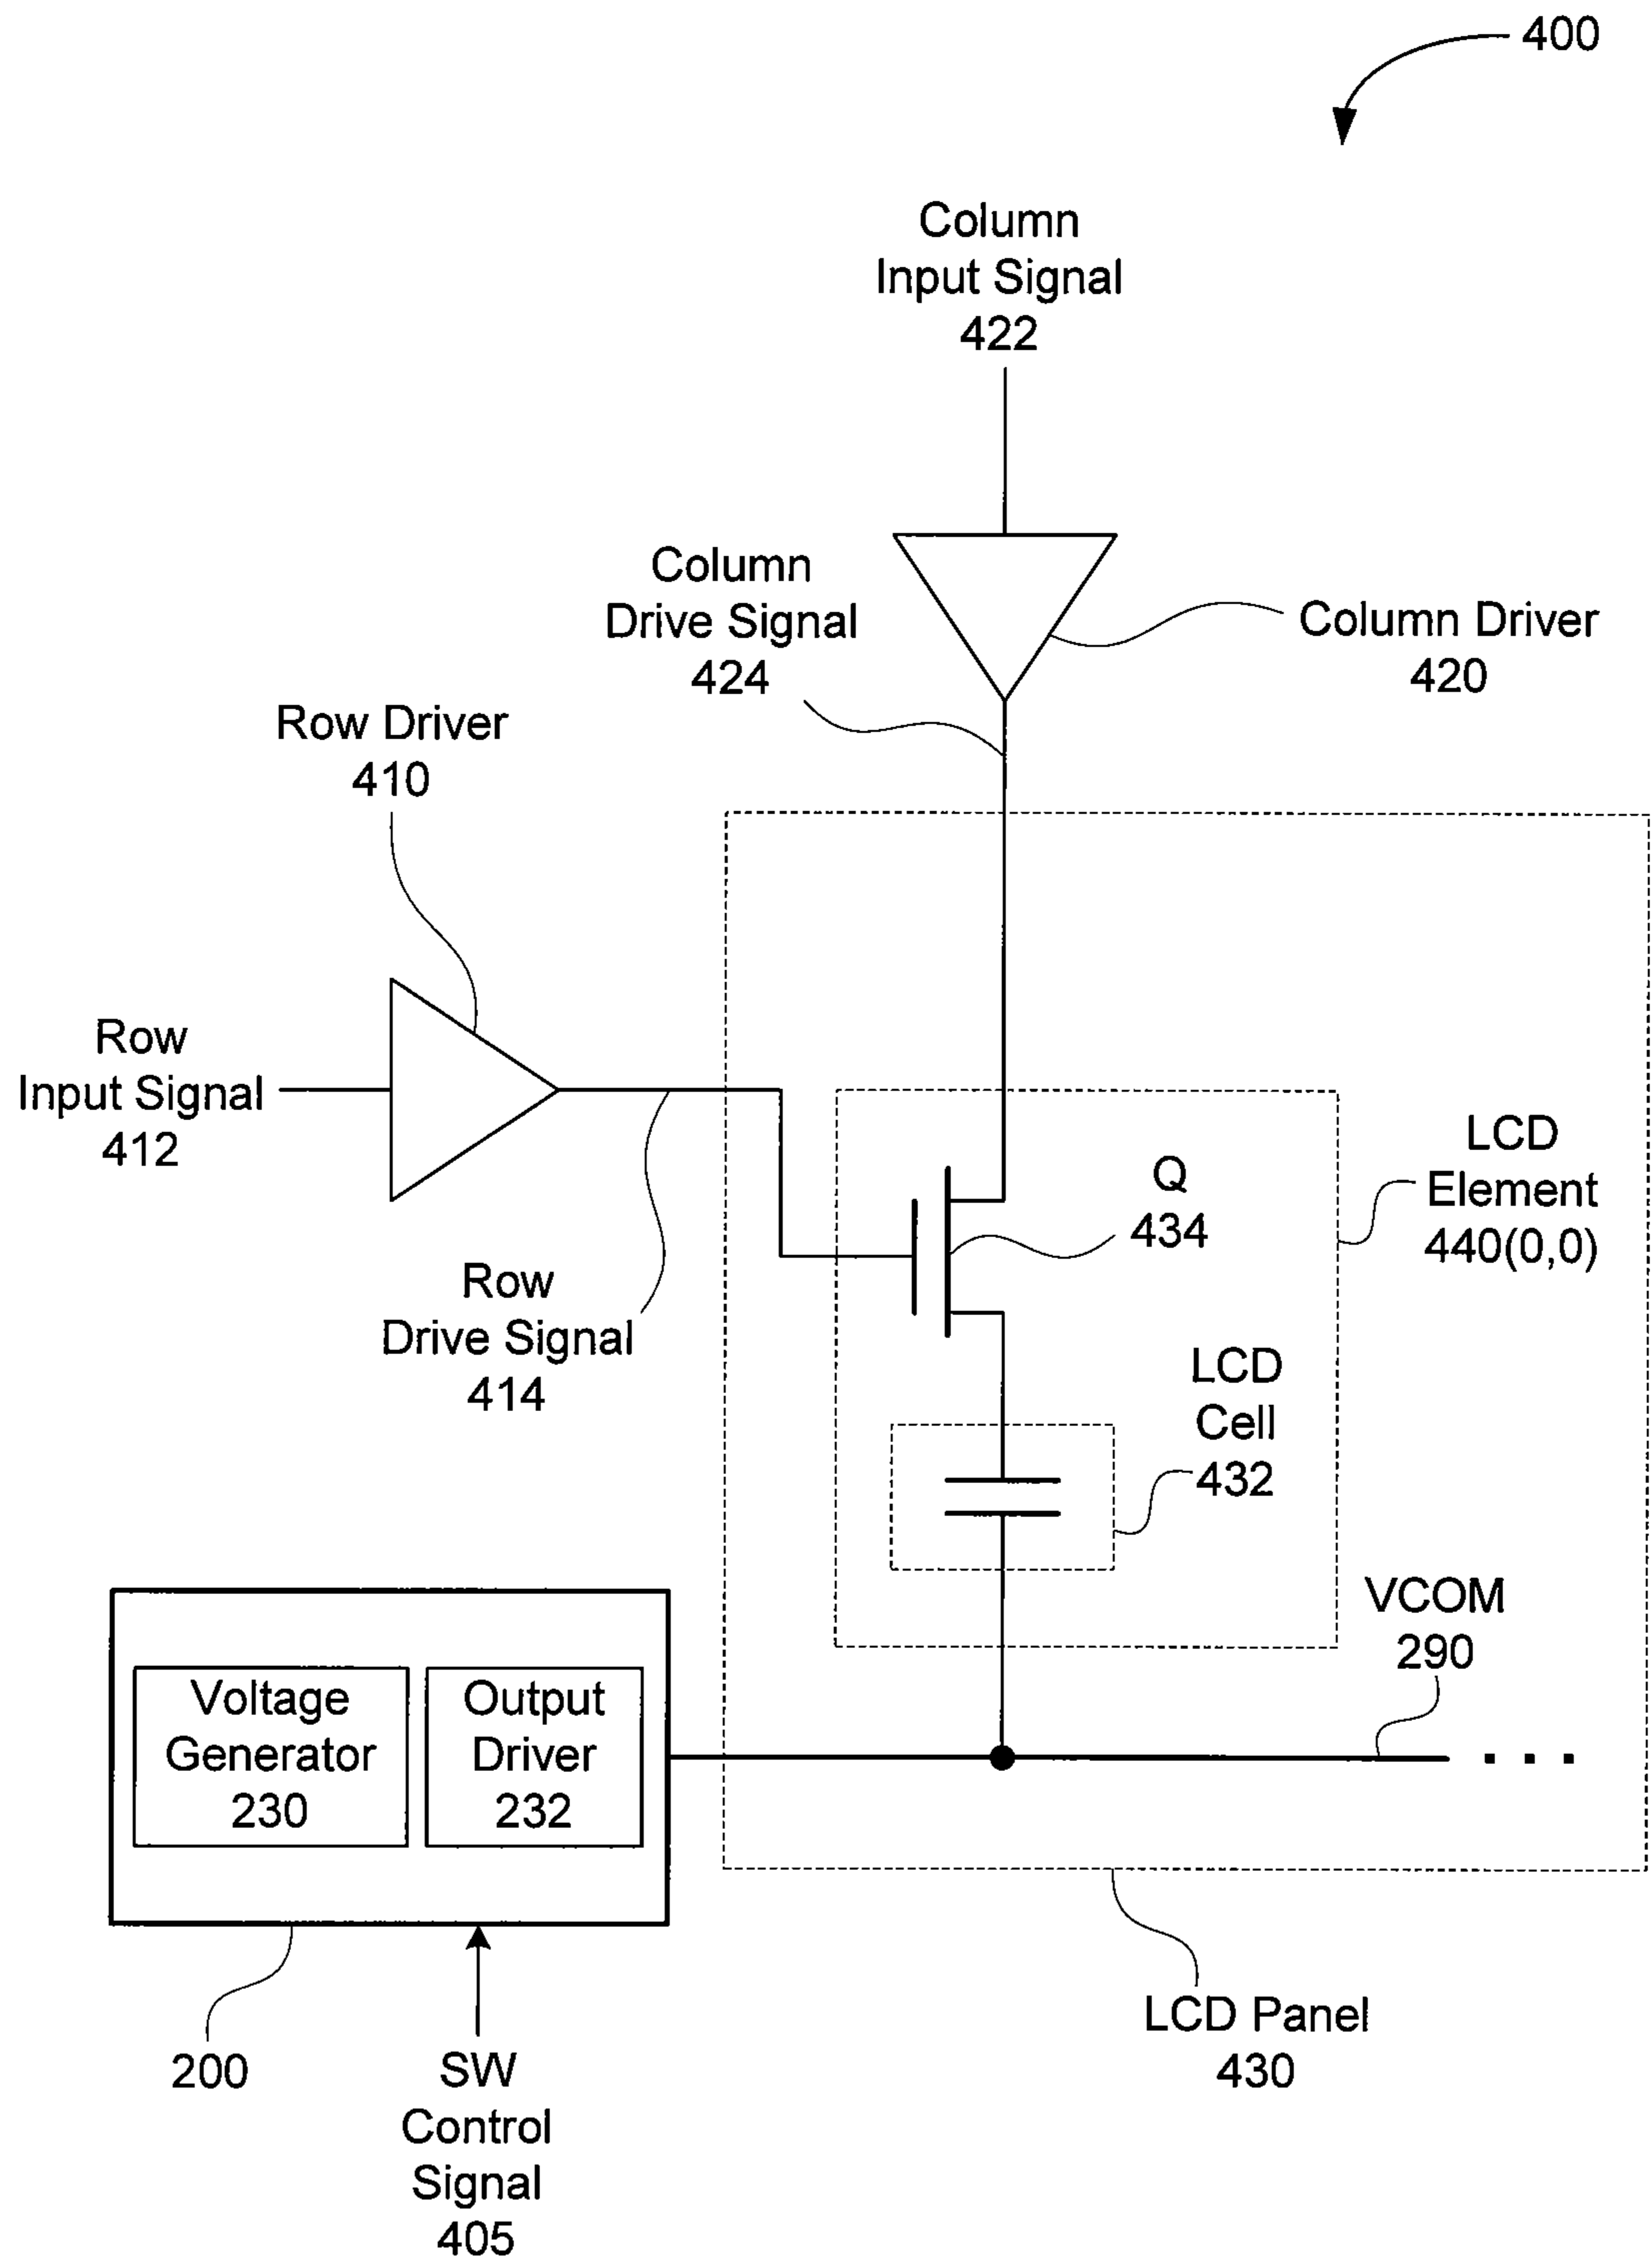 400
Column
Input Signal
422
Column
Drive Signal
424
Column Driver
420
Row Driver
410
Row
Input Signal
412
LCD
Element
440(0,0)
Q
434
Row
Drive Signal
414
LCD
Cell
432
VCOM
290
Voltage
Generator
230
Output
Driver
232
LCD Panel
430
200
SW
Control
Signal
405